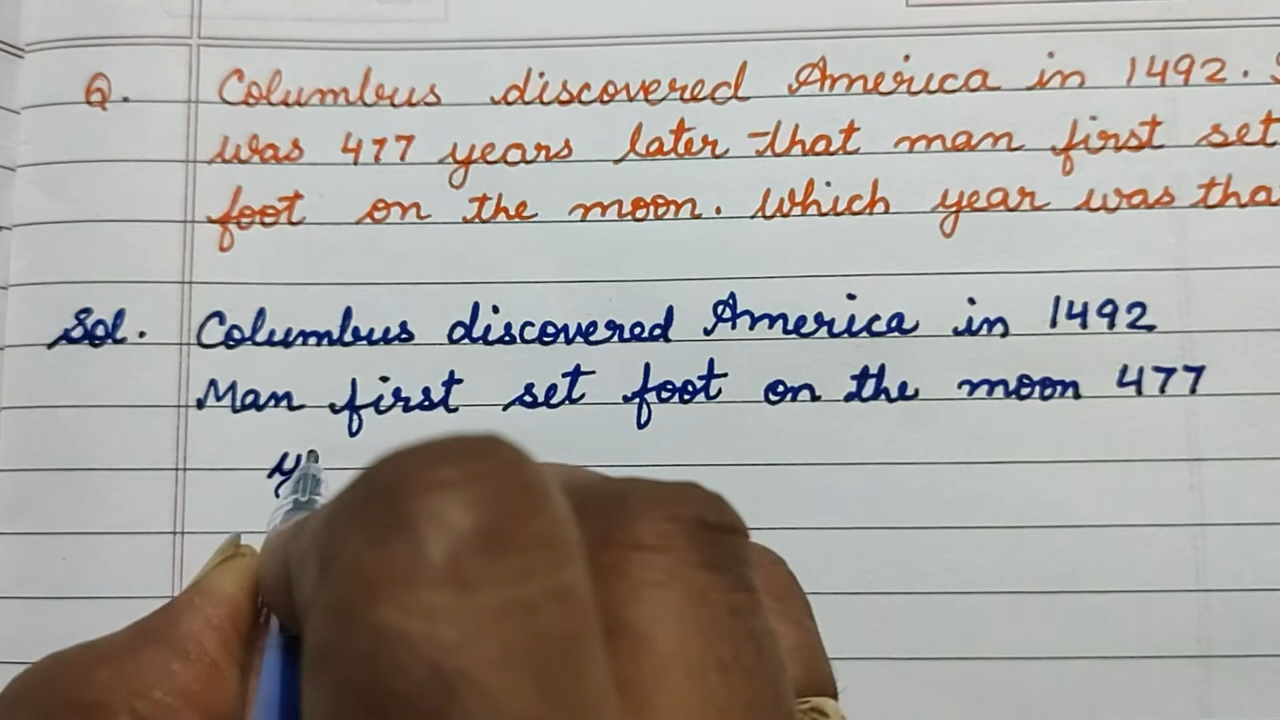 Q. Columbus discovered America in 1492.
was 477 years later that man first set
foot on the moon. Which year was tha
Sol. Columbus discovered America in 1492
Man first set foot on the moon 477
y